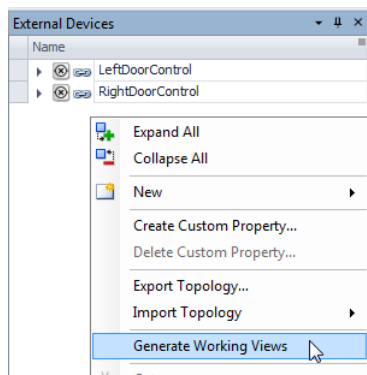 External Devices
Name
LeftDoorControl
RightDoorControl
Expand All
Collapse All
New
Create Custom Property...
Delete Custom Property...
Export Topology...
Import Topology
Generate Working Views